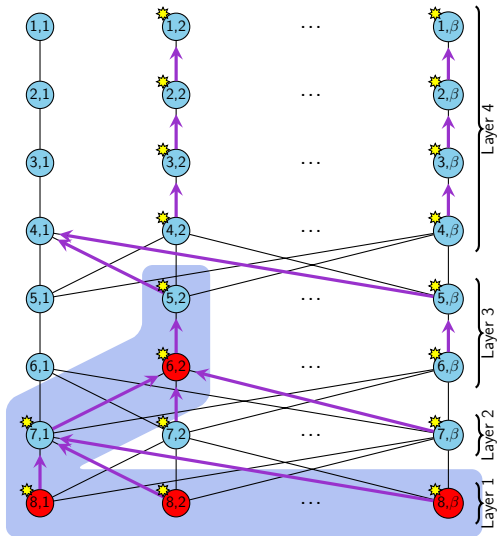 1,1 1,2 ... 1,β
2,1 2,2 ... 2,β
3,1 3,2 ... 3,β
4,1 4,2 ... 4,β
Layer 4
5,1 5,2 ... 5,β
6,1 6,2 ... 6,β
Layer 3
7,1 7,2 ... 7,β
Layer 2
8,1 8,2 ... 8,β
Layer 1